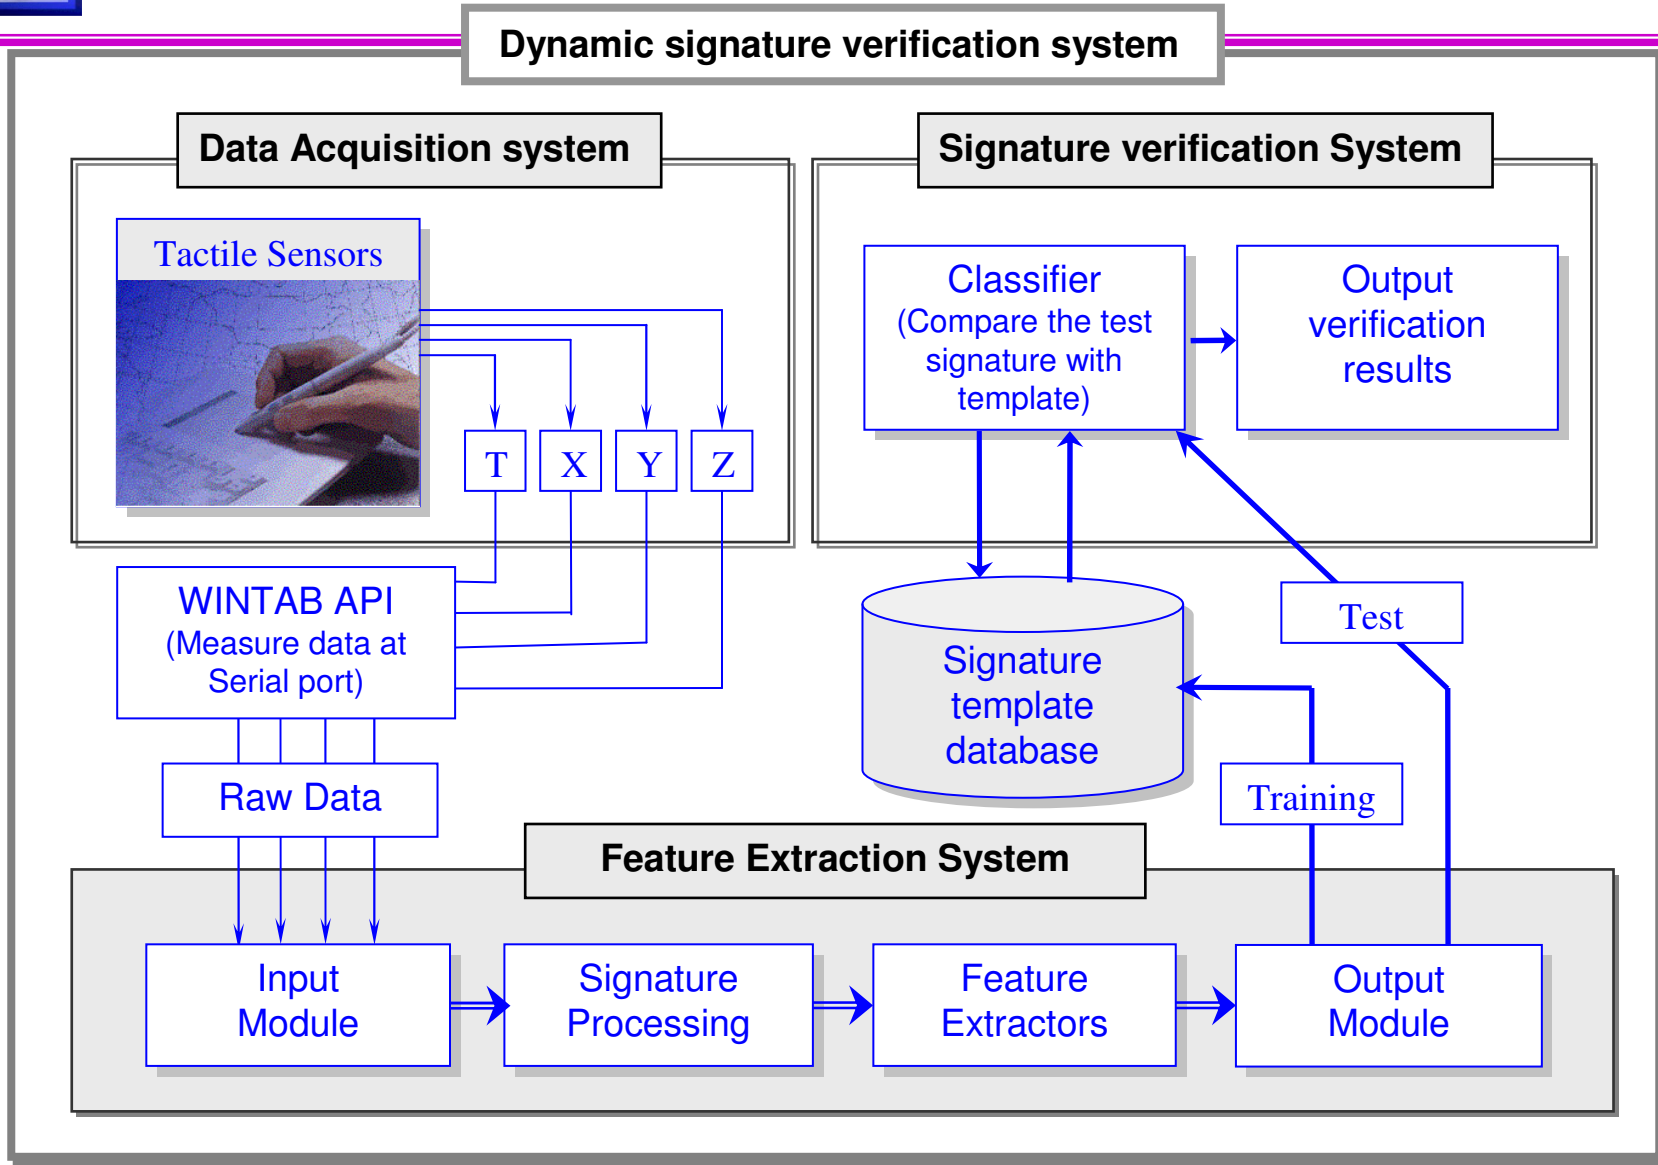 Dynamic signature verification system
Data Acquisition system
Tactile Sensors
T
X
Y
Z
WINTAB API
(Measure data at
Serial port)
Raw Data
Signature verification System
Classifier
(Compare the test
signature with
template)
Output
verification
results
Signature
template
database
Test
Training
Feature Extraction System
Input
Module
Signature
Processing
Feature
Extractors
Output
Module